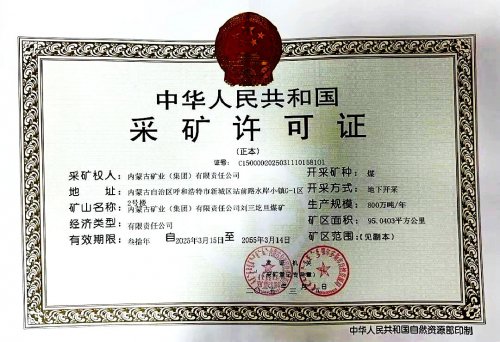 中华人民共和国
采矿许可证
(正本)
证号: C1500002025031110158101
采矿权人: 内蒙古矿业（集团）有限责任公司
开采矿种: 煤
地 址: 内蒙古自治区呼和浩特市新城区站前路水岸小镇C-1区
2号楼
开采方式: 地下开采
矿山名称: 内蒙古矿业（集团）有限责任公司刘三圪旦煤矿
生产规模: 800万吨/年
经济类型: 有限责任公司
矿区面积: 95.0403平方公里
有效期限: 叁拾年 自2025年3月15日至 2055年3月14日
矿区范围: (见副本)
中华人民共和国自然资源部印制